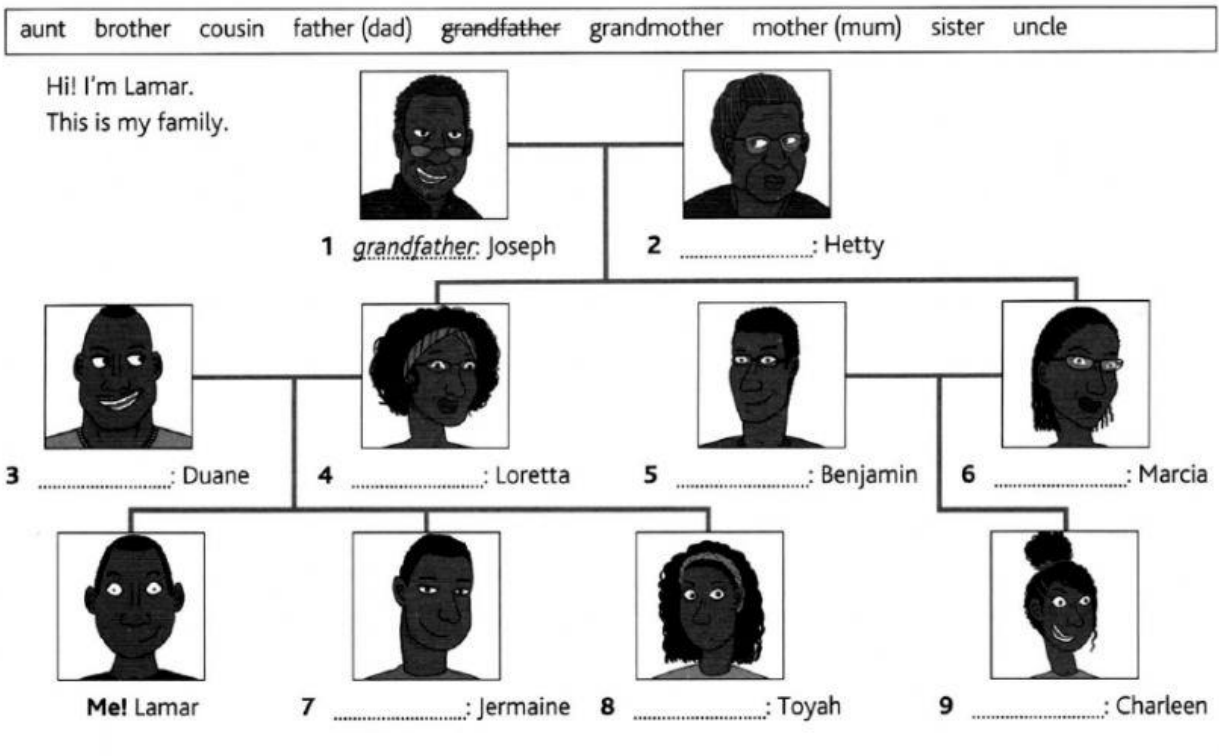 aunt brother cousin father (dad) grandfather grandmother mother (mum) sister uncle
Hi! I'm Lamar.
This is my family.
1 grandfather: Joseph
2 ....................: Hetty
3 ....................: Duane
4 ....................: Loretta
5 ....................: Benjamin
6 ....................: Marcia
Me! Lamar
7 ....................: Jermaine
8 ....................: Toyah
9 ....................: Charleen